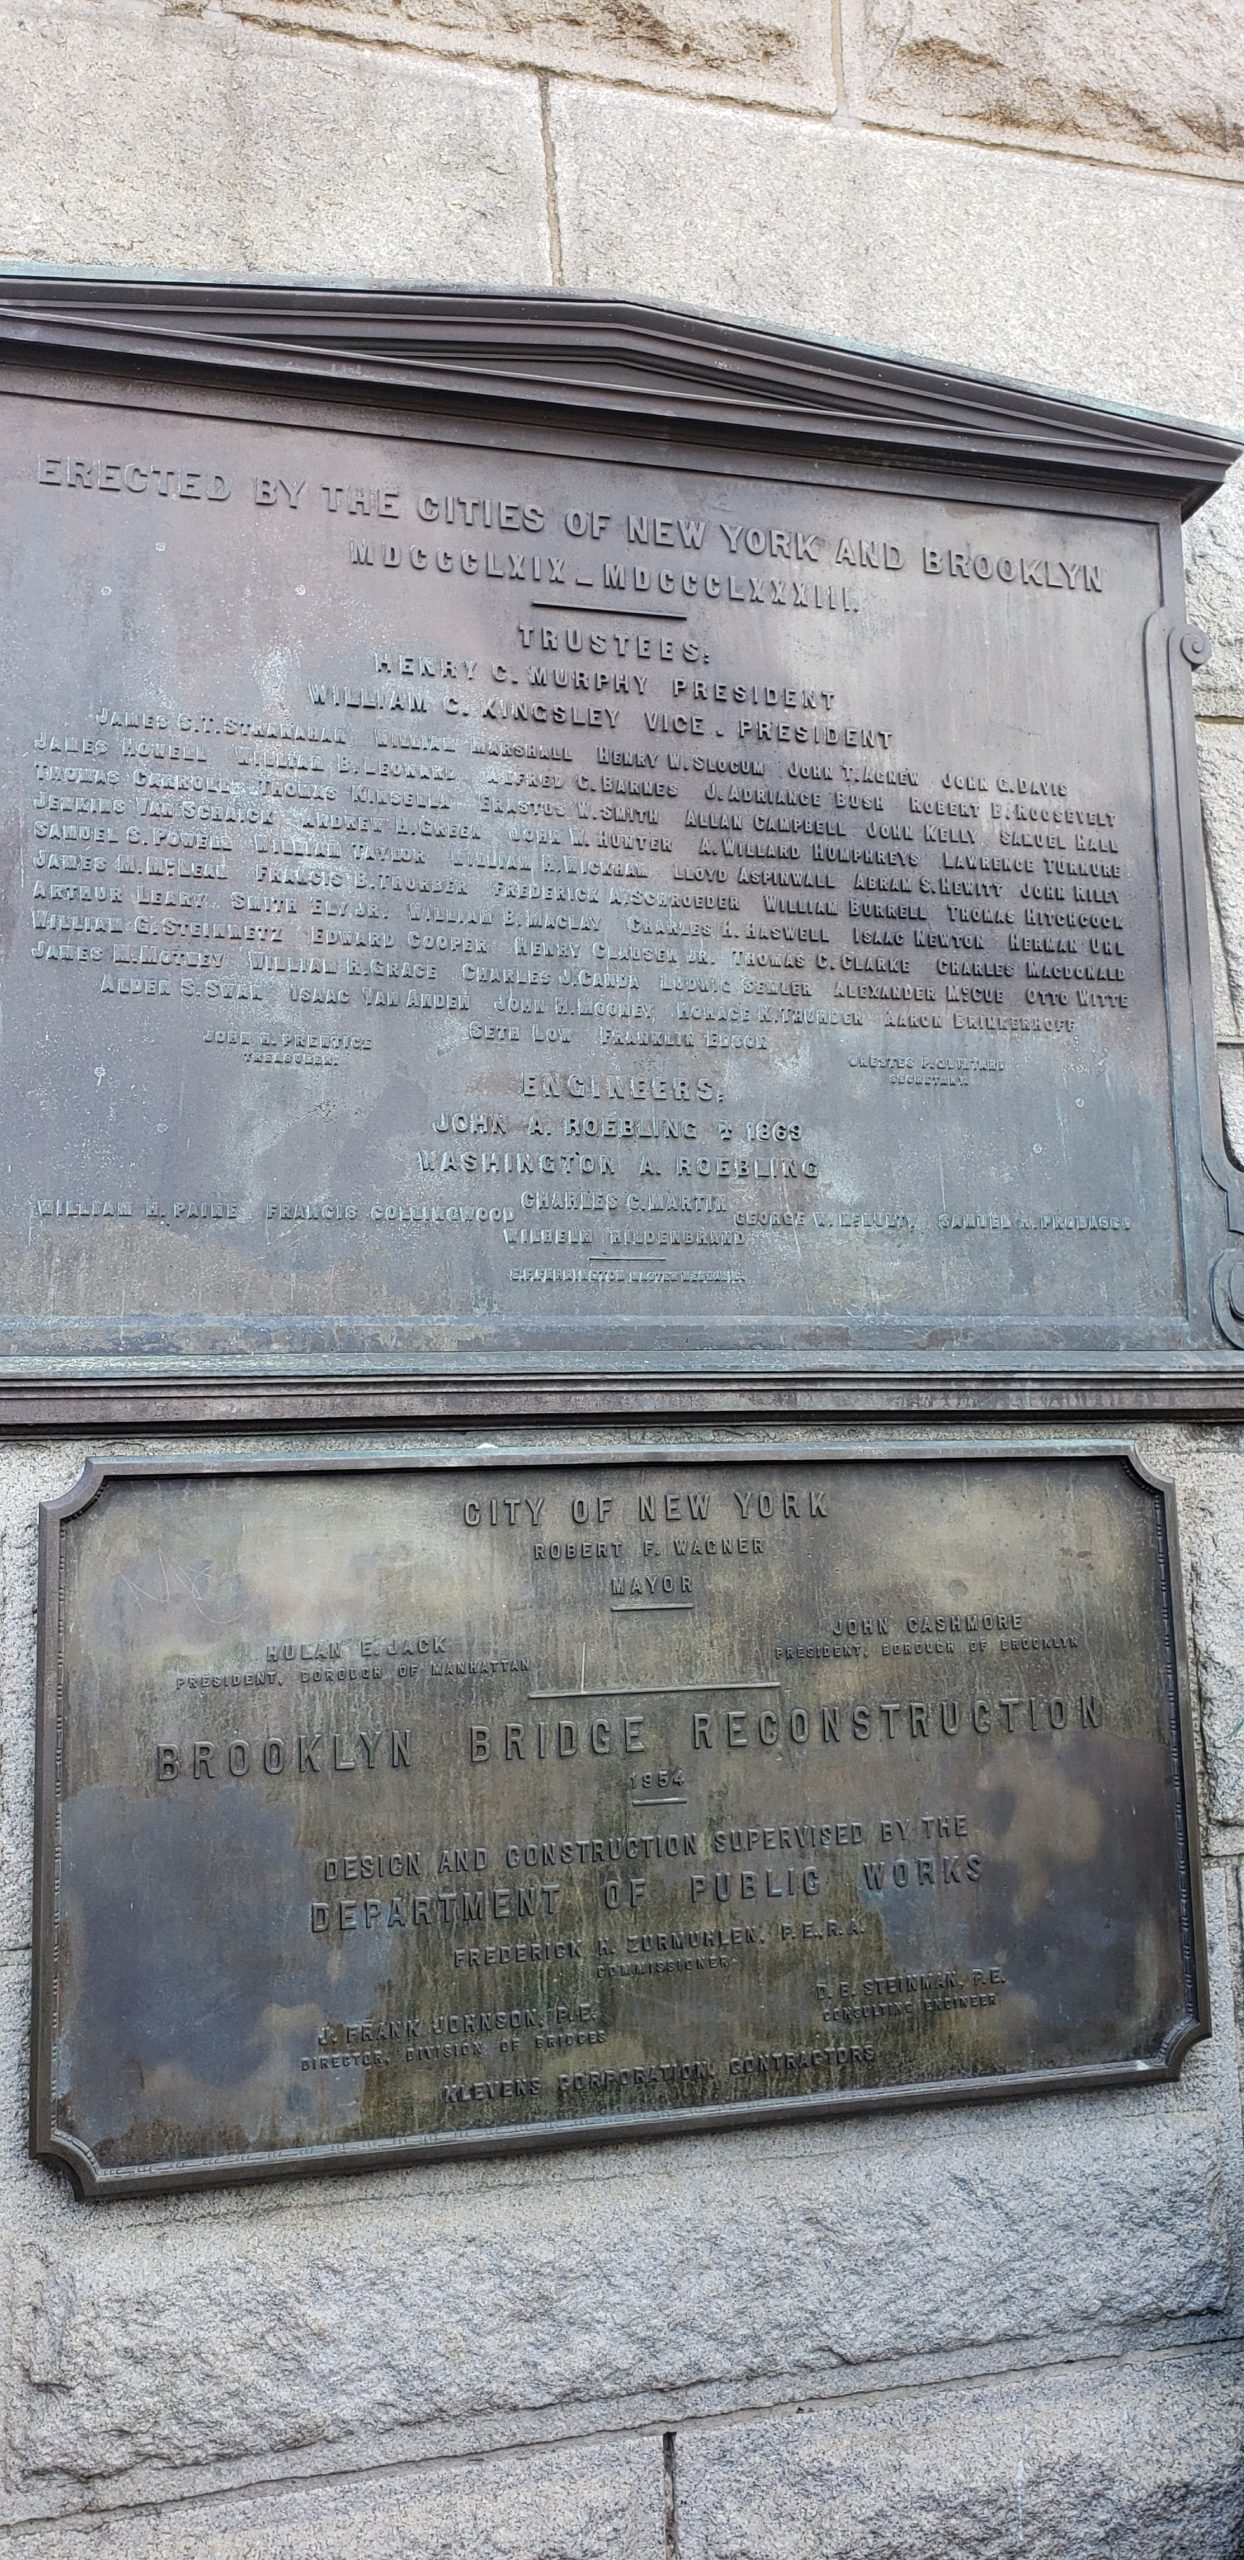 ERECTED BY THE CITIES OF NEW YORK AND BROOKLYN
MDCCCLXIX _ MDCCCLXXXIII.
TRUSTEES:
HENRY C. MURPHY PRESIDENT
WILLIAM C. KINGSLEY VICE . PRESIDENT
JAMES S.T. STRANAHAN WILLIAM MARSHALL HENRY W. SLOCUM JOHN T. AGNEW JOHN G. DAVIS
JAMES HOWELL WILLIAM B. LEONARD ALFRED C. BARNES J. ADRIANCE BUSH ROBERT B. ROOSEVELT
THOMAS CARROLL THOMAS KINSELLA ERASTUS W. SMITH ALLAN CAMPBELL JOHN KELLY SAMUEL HALL
JENKINS VAN SCHAICK ANDREW H. GREEN JOHN W. HUNTER A. WILLARD HUMPHREYS LAWRENCE TURNURE
SAMUEL S. POWELL WILLIAM TAYLOR WILLIAM H. WICKHAM LLOYD ASPINWALL ABRAM S. HEWITT JOHN RILEY
JAMES M. McLEAN FRANCIS B. THURBER FREDERICK A. SCHROEDER WILLIAM BURRELL THOMAS HITCHCOCK
ARTHUR LEARY SMITH ELY, JR. WILLIAM B. MACLAY CHARLES H. HASWELL ISAAC NEWTON HERMAN UHL
WILLIAM G. STEINMETZ EDWARD COOPER HENRY CLAUSEN JR. THOMAS C. CLARKE CHARLES MACDONALD
JAMES M. MOTLEY WILLIAM R. GRACE CHARLES J. CANDA LUDWIG SEMLER ALEXANDER McCUE OTTO WITTE
ALDEN S. SWAN ISAAC VAN ANDEN JOHN H. MOONEY HORACE K. THURBER AARON BRINKERHOFF
SETH LOW FRANKLIN EDSON
JOHN H. PRENTICE
TREASURER.
ORESTES P. QUINTARD
SECRETARY.
ENGINEERS:
JOHN A. ROEBLING ✝ 1869
WASHINGTON A. ROEBLING
CHARLES C. MARTIN
WILLIAM H. PAINE FRANCIS COLLINGWOOD GEORGE W. McNULTY SAMUEL R. PROBASCO
WILHELM HILDENBRAND
E.F. FARRINGTON MASTER MECHANIC.
CITY OF NEW YORK
ROBERT F. WAGNER
MAYOR
HULAN E. JACK
PRESIDENT, BOROUGH OF MANHATTAN
JOHN CASHMORE
PRESIDENT, BOROUGH OF BROOKLYN
BROOKLYN BRIDGE RECONSTRUCTION
1954
DESIGN AND CONSTRUCTION SUPERVISED BY THE
DEPARTMENT OF PUBLIC WORKS
FREDERICK H. ZURMUHLEN, P.E., R.A.
COMMISSIONER
J. FRANK JOHNSON, P.E.
DIRECTOR, DIVISION OF BRIDGES
D. B. STEINMAN, P.E.
CONSULTING ENGINEER
KLEVENS CORPORATION, CONTRACTORS